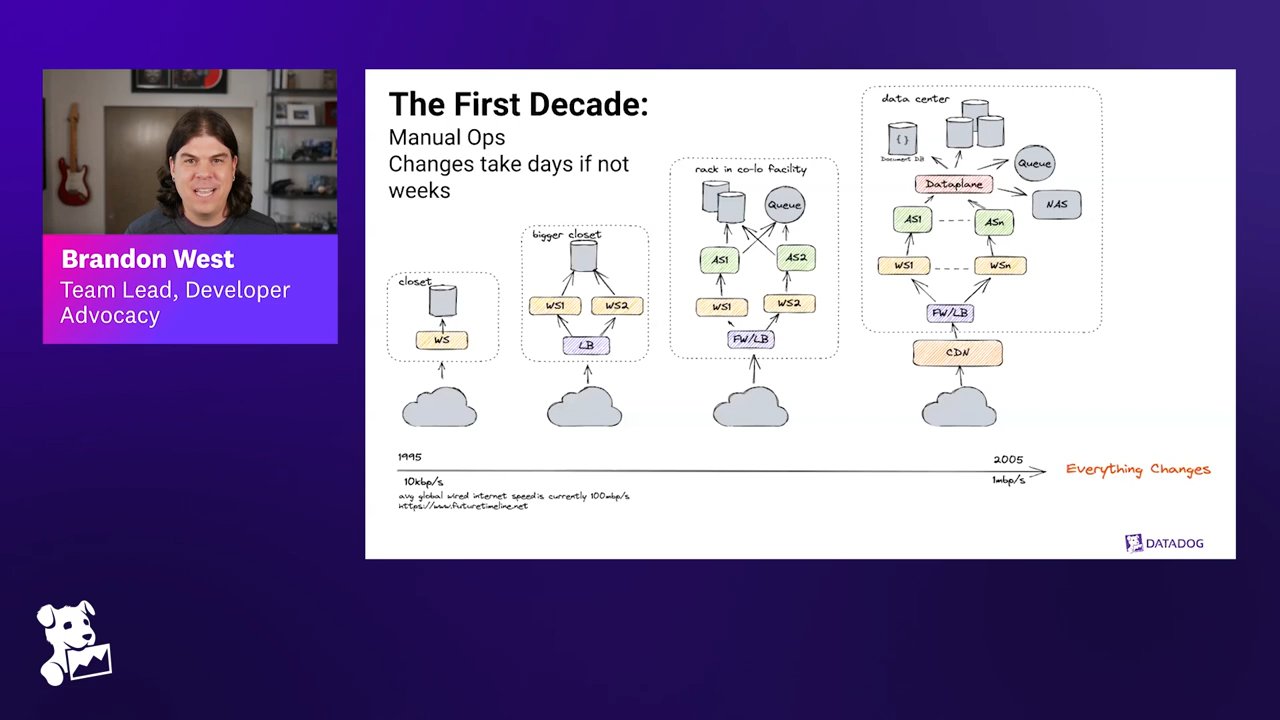 Brandon West
Team Lead, Developer
Advocacy
The First Decade:
Manual Ops
Changes take days if not
weeks
closet
WS
bigger closet
WS1
WS2
LB
rack in co-lo facility
Queue
AS1
AS2
WS1
WS2
FW/LB
data center
{ }
Document DB
Queue
Dataplane
NAS
AS1
ASn
WS1
WSn
FW/LB
CDN
1995
2005
10kbp/s
1mbp/s
Everything Changes
avg global wired internet speed is currently 100mbp/s
https://www.futuretimeline.net
DATADOG